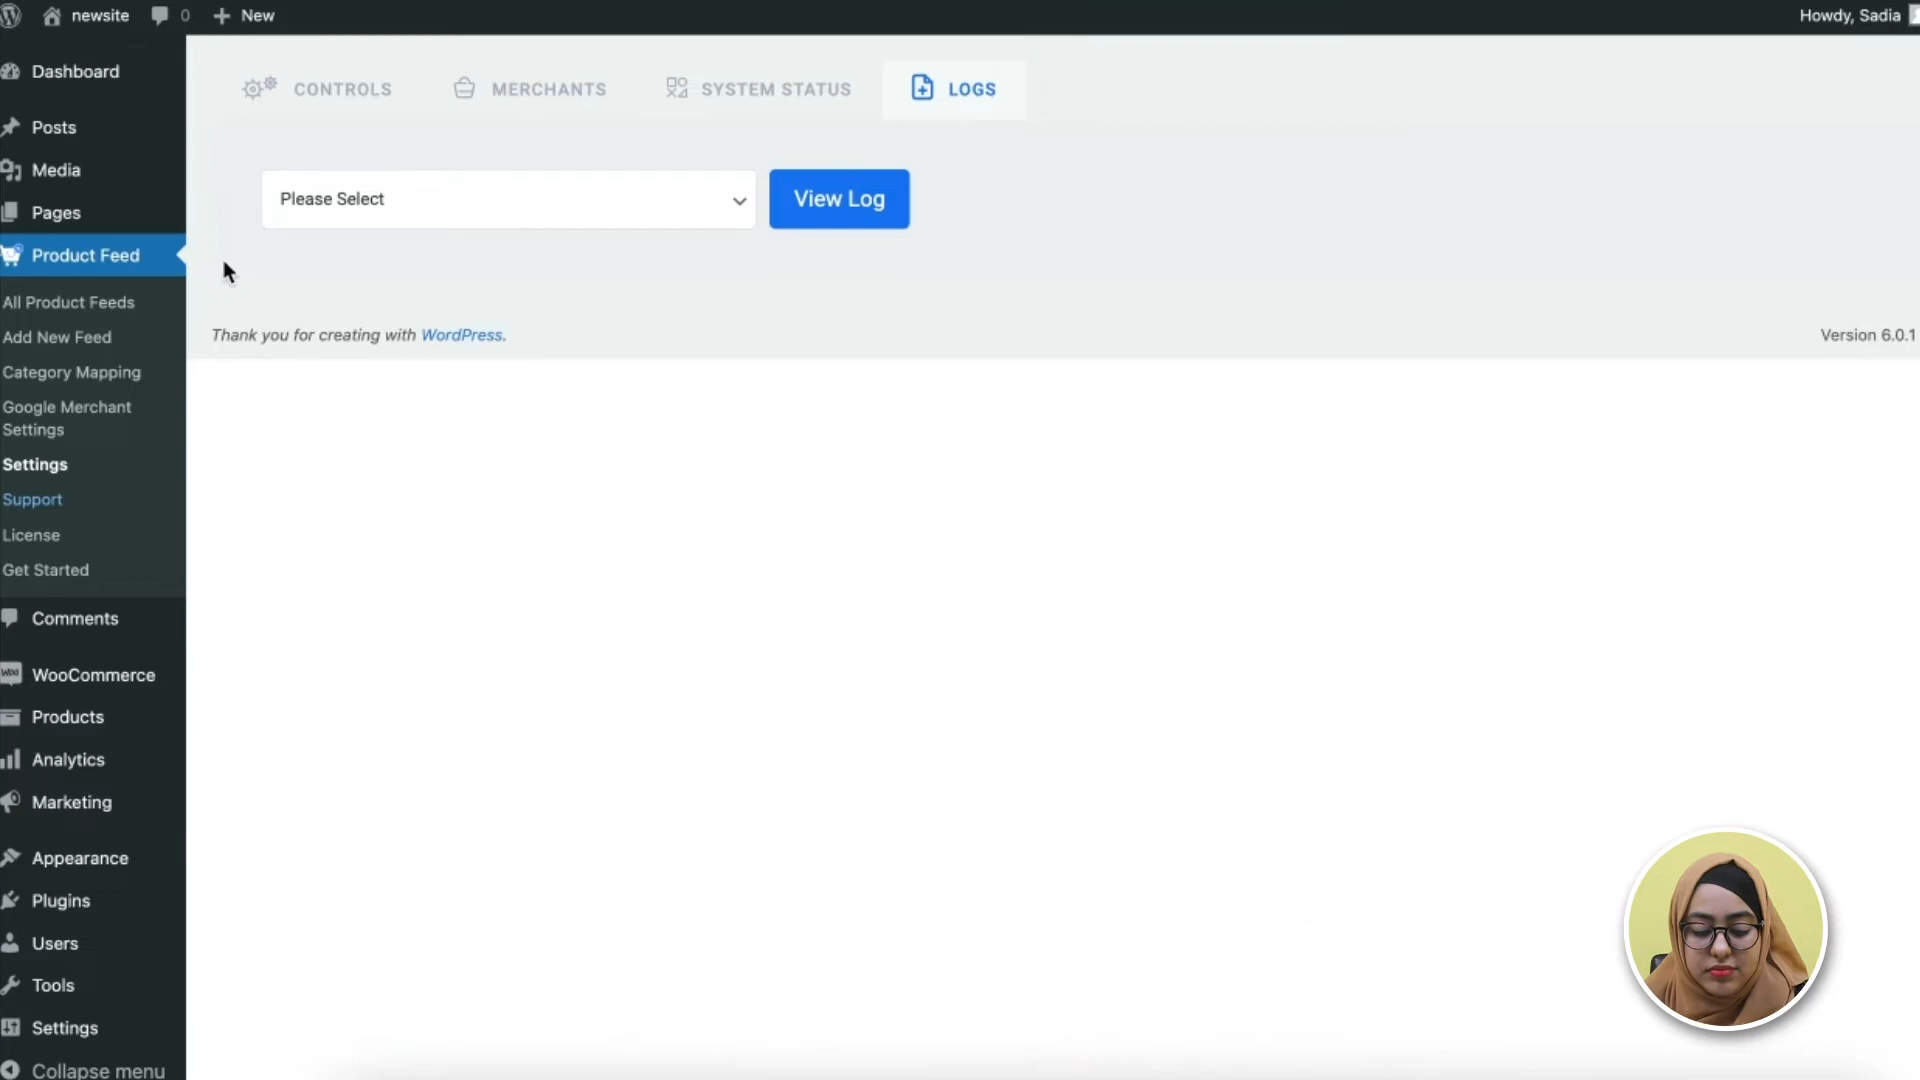 newsite 0 New Howdy, Sadia
Dashboard
Posts
Media
Pages
Product Feed
All Product Feeds
Add New Feed
Category Mapping
Google Merchant
Settings
Settings
Support
License
Get Started
Comments
WooCommerce
Products
Analytics
Marketing
Appearance
Plugins
Users
Tools
Settings
Collapse menu
CONTROLS MERCHANTS SYSTEM STATUS LOGS
Please Select View Log
Thank you for creating with WordPress. Version 6.0.1